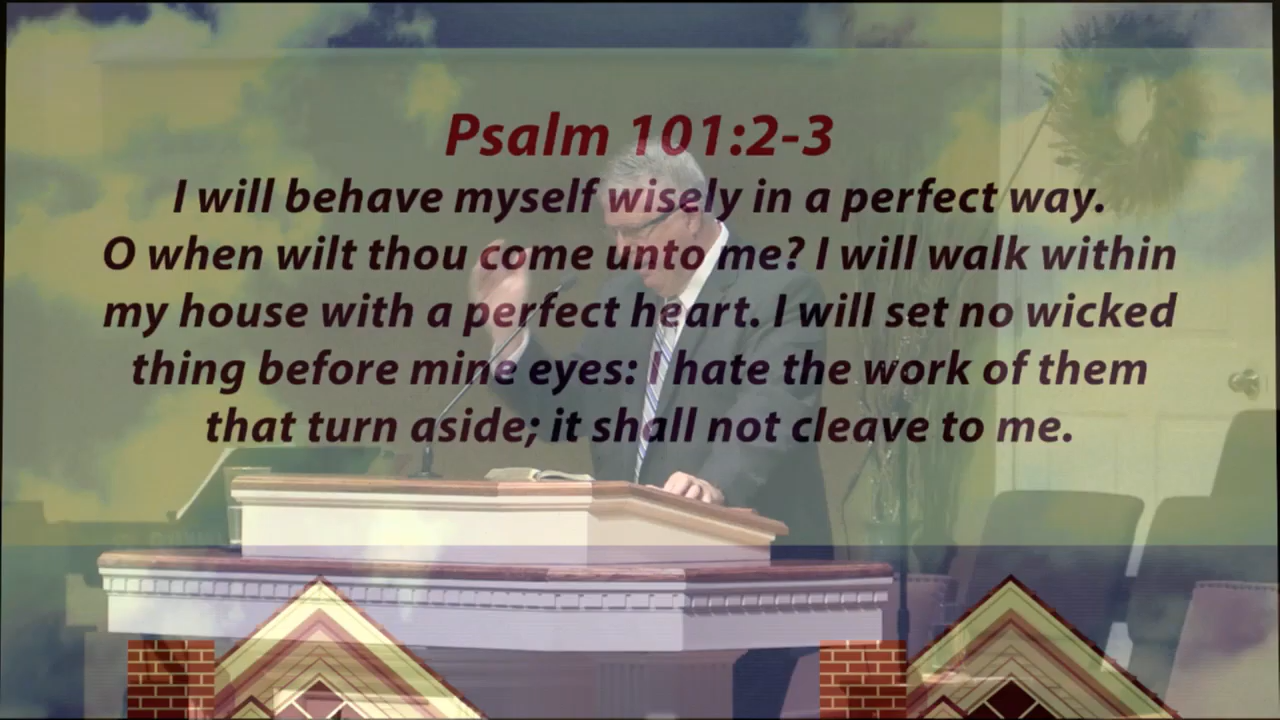 Psalm 101:2-3
I will behave myself wisely in a perfect way.
O when wilt thou come unto me? I will walk within
my house with a perfect heart. I will set no wicked
thing before mine eyes: I hate the work of them
that turn aside; it shall not cleave to me.